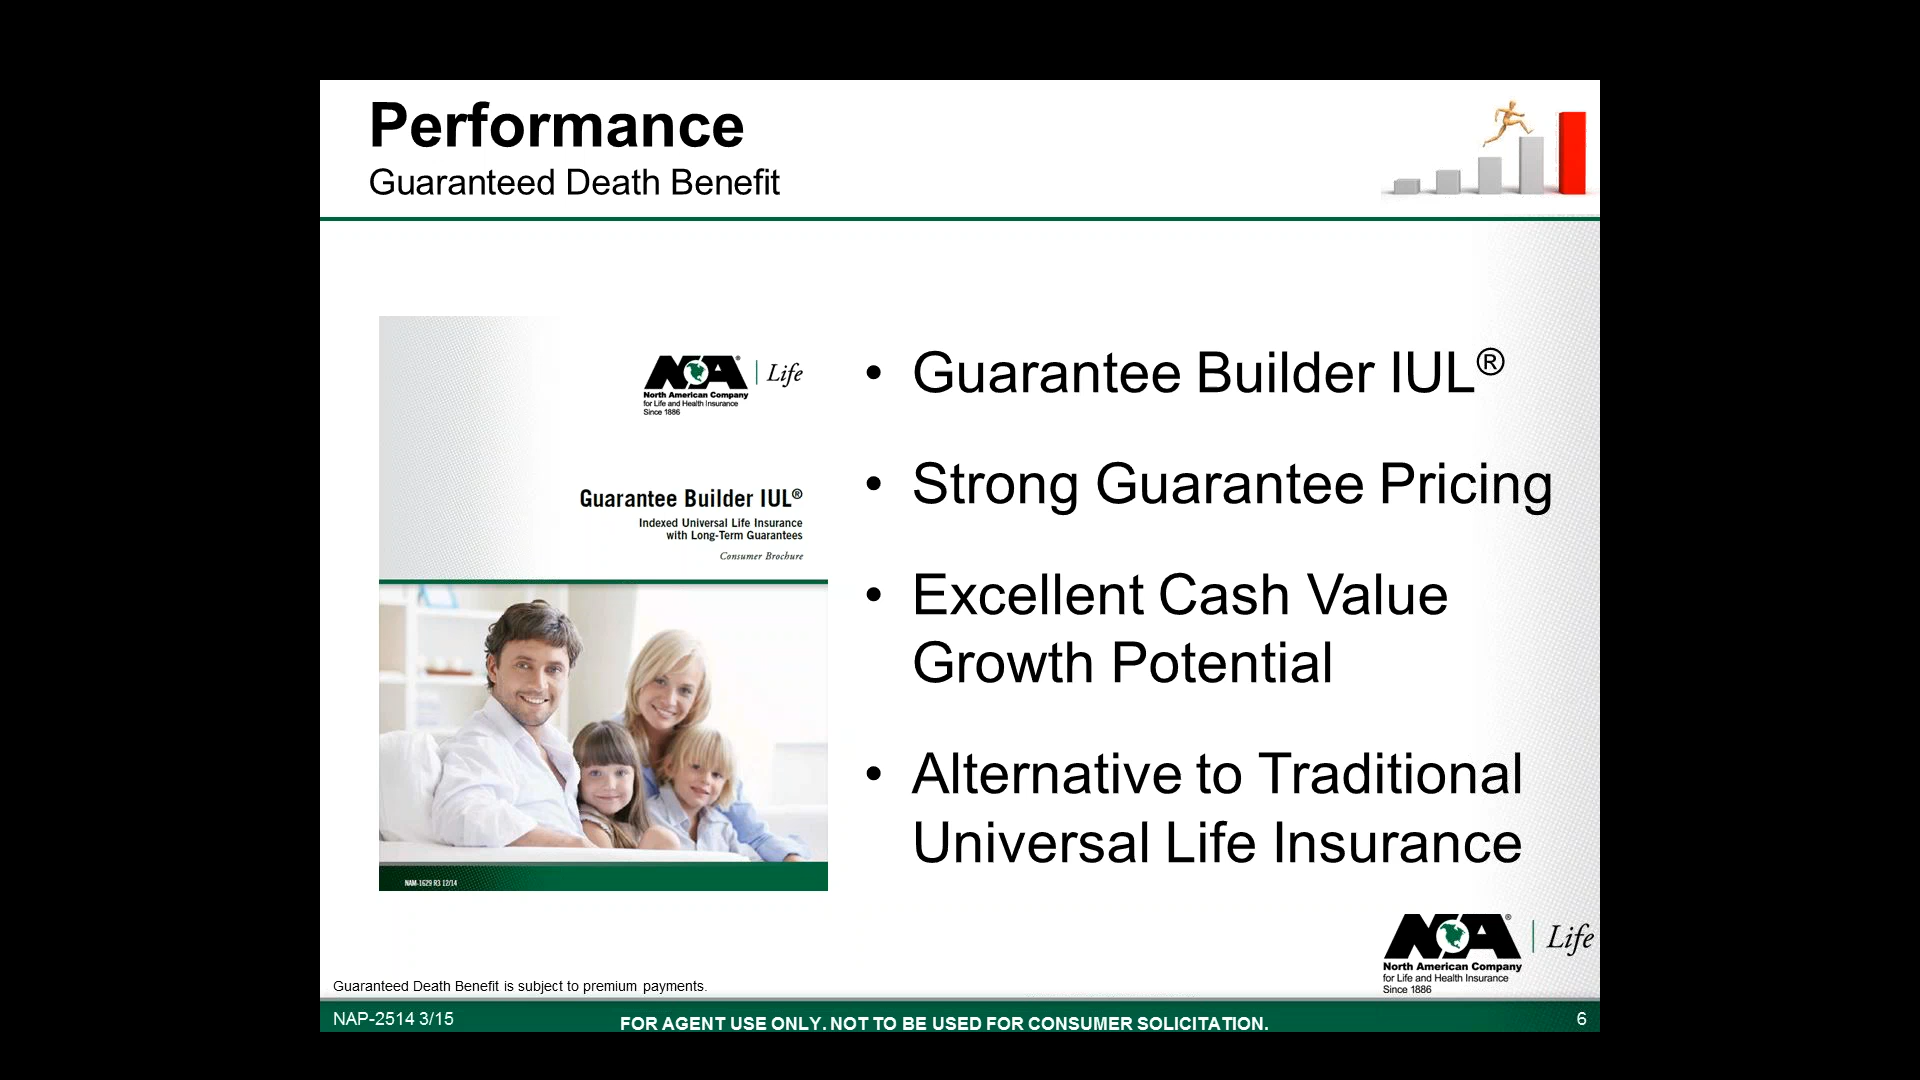 Performance
Guaranteed Death Benefit
NA® | Life
North American Company
for Life and Health Insurance
Since 1886
Guarantee Builder IUL®
Indexed Universal Life Insurance
with Long-Term Guarantees
Consumer Brochure
NAM-1629 R3 12/14
• Guarantee Builder IUL®
• Strong Guarantee Pricing
• Excellent Cash Value
Growth Potential
• Alternative to Traditional
Universal Life Insurance
NA® | Life
North American Company
for Life and Health Insurance
Since 1886
Guaranteed Death Benefit is subject to premium payments.
NAP-2514 3/15
FOR AGENT USE ONLY. NOT TO BE USED FOR CONSUMER SOLICITATION.
6